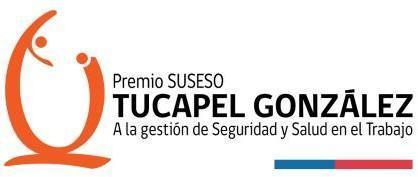 Premio SUSESO
TUCAPEL GONZÁLEZ
A la gestión de Seguridad y Salud en el Trabajo